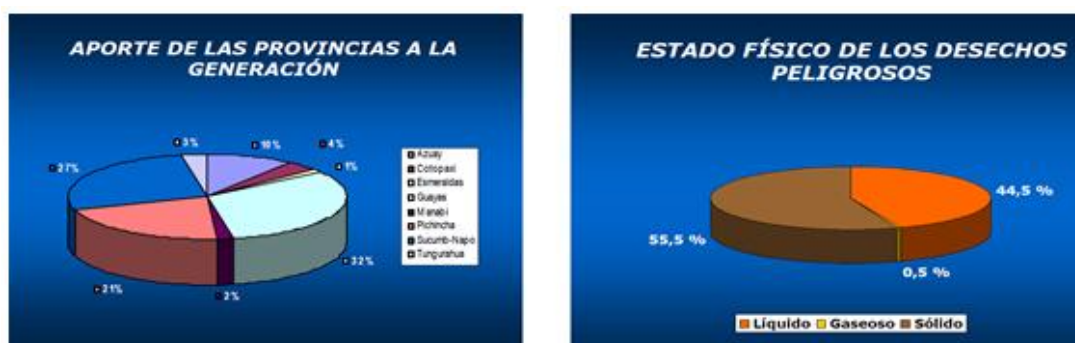 APORTE DE LAS PROVINCIAS A LA
GENERACIÓN
3%
10%
4%
1%
27%
32%
21%
2%
Azuay
Cotopaxi
Esmeraldas
Guayas
Manabí
Pichincha
Sucumb-Napo
Tungurahua
ESTADO FÍSICO DE LOS DESECHOS
PELIGROSOS
44,5 %
55,5 %
0,5 %
Líquido Gaseoso Sólido